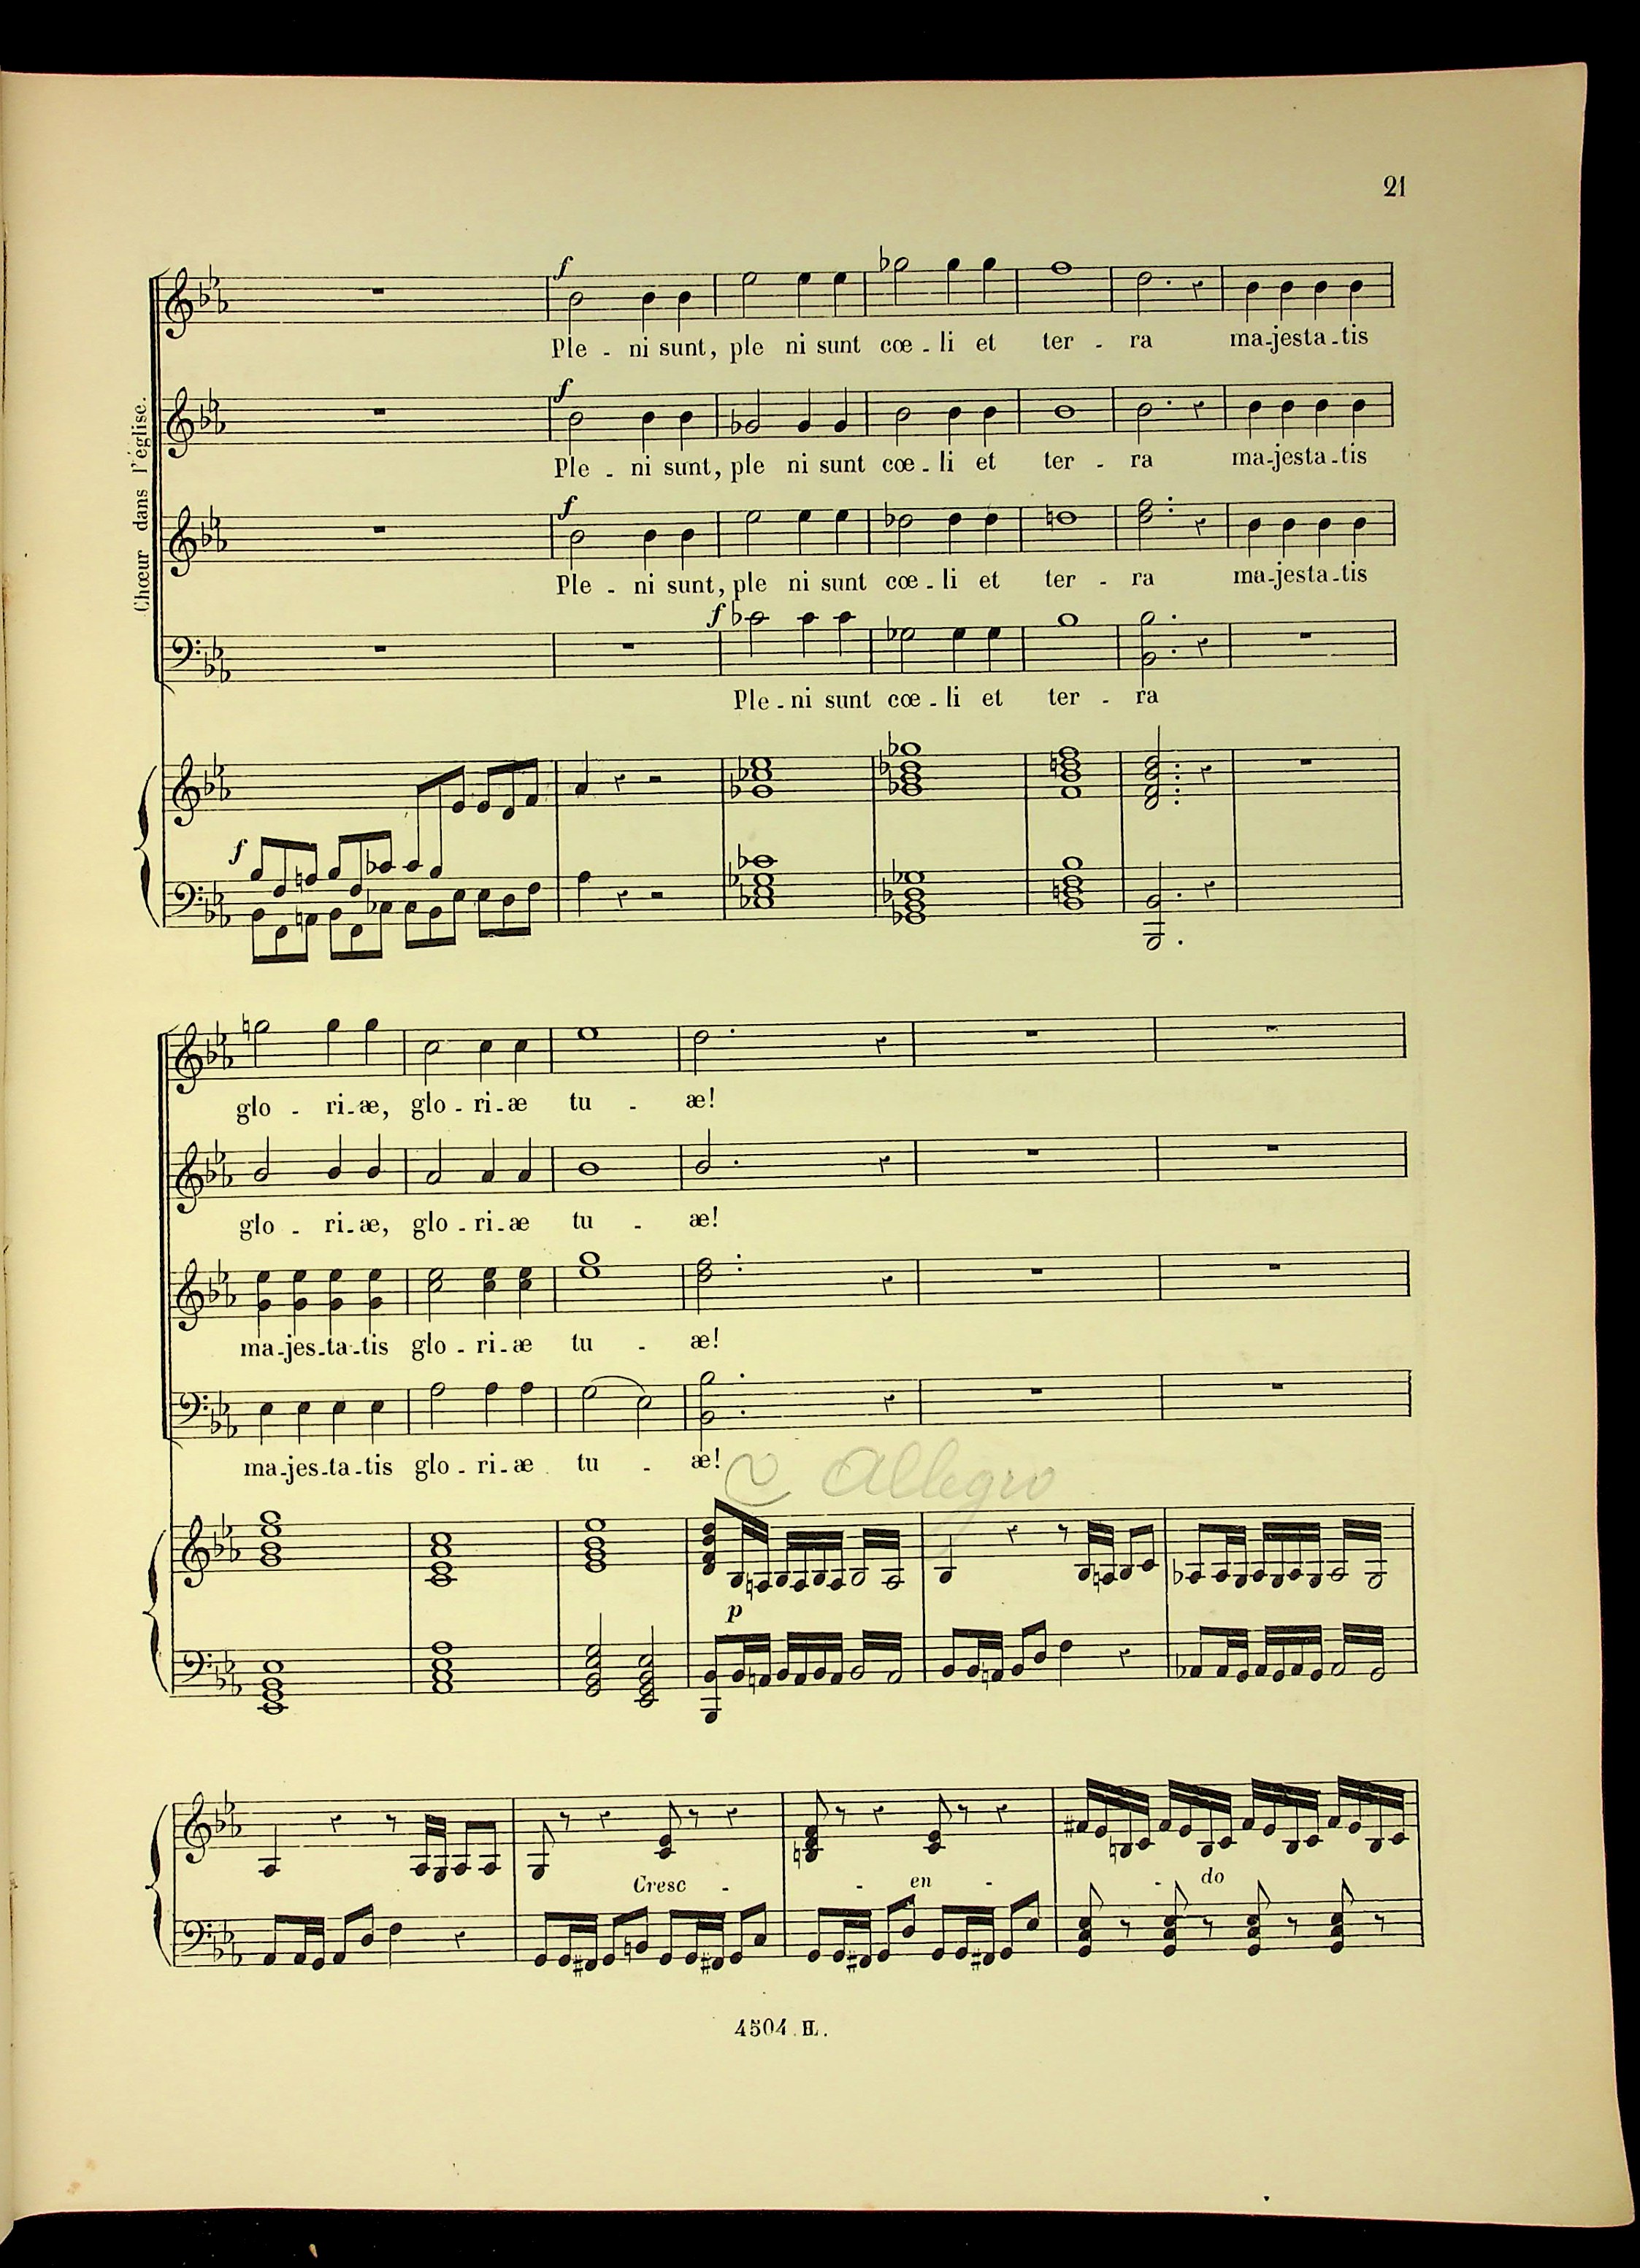 21
Chœur dans l'église.
f
Ple - ni sunt, ple ni sunt cœ - li et ter - ra ma-jesta-tis
f
Ple - ni sunt, ple ni sunt cœ - li et ter - ra ma-jesta-tis
f
Ple - ni sunt, ple ni sunt cœ - li et ter - ra ma-jesta-tis
f
Ple - ni sunt cœ - li et ter - ra
f
glo - ri-æ, glo - ri-æ tu - æ!
glo - ri-æ, glo - ri-æ tu - æ!
ma-jes-ta-tis glo - ri-æ tu - æ!
ma-jes-ta-tis glo - ri-æ tu - æ!
Allegro
p
Cresc - - en - - do
4504. H.